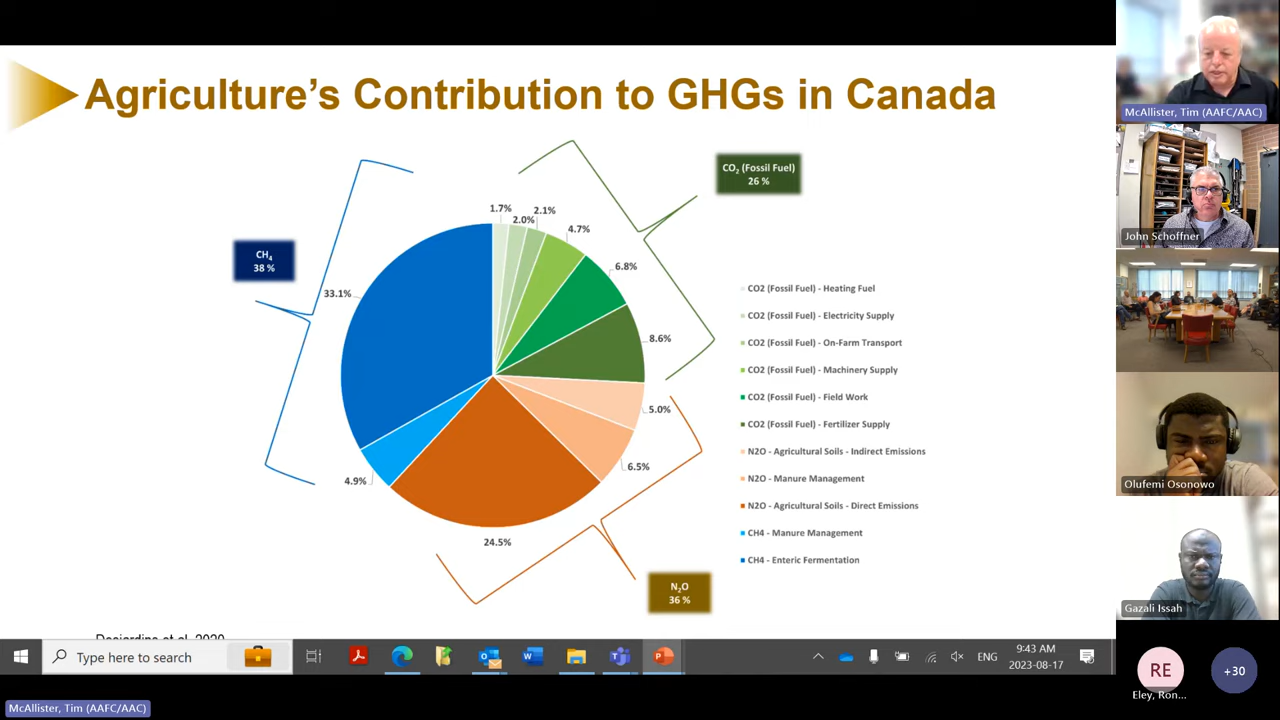 Agriculture's Contribution to GHGs in Canada
CO2 (Fossil Fuel)
26 %
CH4
38 %
1.7%
2.0%
2.1%
4.7%
6.8%
8.6%
5.0%
6.5%
24.5%
4.9%
33.1%
N2O
36 %
CO2 (Fossil Fuel) - Heating Fuel
CO2 (Fossil Fuel) - Electricity Supply
CO2 (Fossil Fuel) - On-Farm Transport
CO2 (Fossil Fuel) - Machinery Supply
CO2 (Fossil Fuel) - Field Work
CO2 (Fossil Fuel) - Fertilizer Supply
N2O - Agricultural Soils - Indirect Emissions
N2O - Manure Management
N2O - Agricultural Soils - Direct Emissions
CH4 - Manure Management
CH4 - Enteric Fermentation
Desjardins et al. 2020
Type here to search
ENG
9:43 AM
2023-08-17
McAllister, Tim (AAFC/AAC)
McAllister, Tim (AAFC/AAC)
John Schoffner
Olufemi Osonowo
Gazali Issah
RE
Eley, Ron...
+30